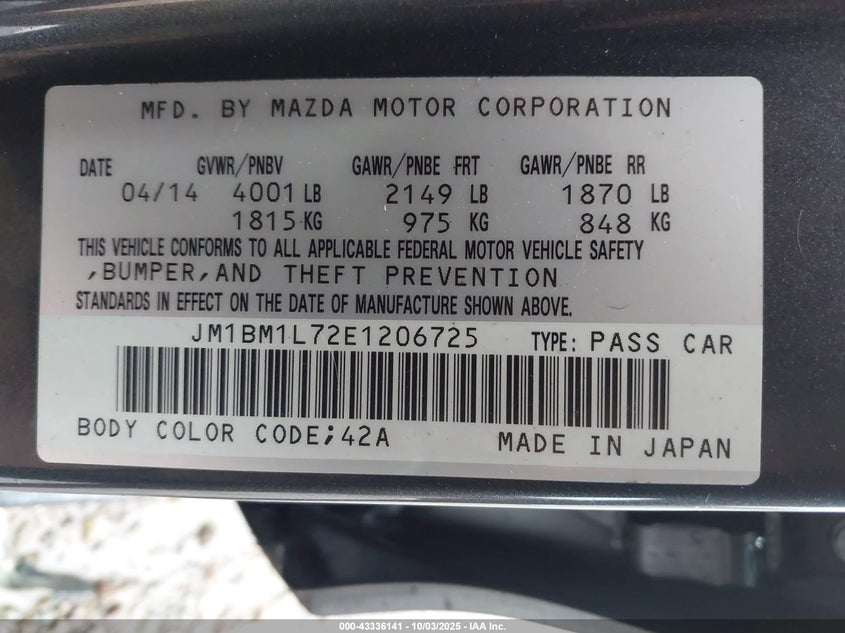 MFD. BY MAZDA MOTOR CORPORATION
DATE GVWR/PNBV GAWR/PNBE FRT GAWR/PNBE RR
04/14 4001 LB 2149 LB 1870 LB
1815 KG 975 KG 848 KG
THIS VEHICLE CONFORMS TO ALL APPLICABLE FEDERAL MOTOR VEHICLE SAFETY
,BUMPER,AND THEFT PREVENTION
STANDARDS IN EFFECT ON THE DATE OF MANUFACTURE SHOWN ABOVE.
JM1BM1L72E1206725 TYPE: PASS CAR
BODY COLOR CODE;42A MADE IN JAPAN
000-43336141 - 10/03/2025 - IAA Inc.